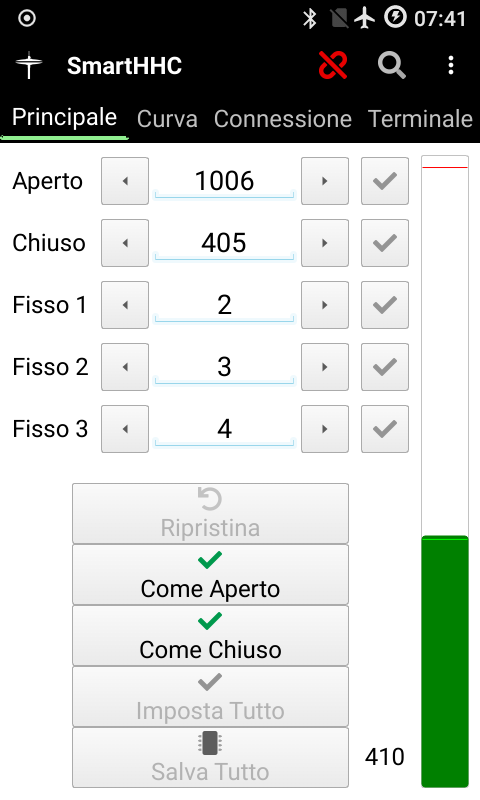 07:41
SmartHHC
Principale Curva Connessione Terminale
Aperto 1006
Chiuso 405
Fisso 1 2
Fisso 2 3
Fisso 3 4
Ripristina
Come Aperto
Come Chiuso
Imposta Tutto
Salva Tutto
410